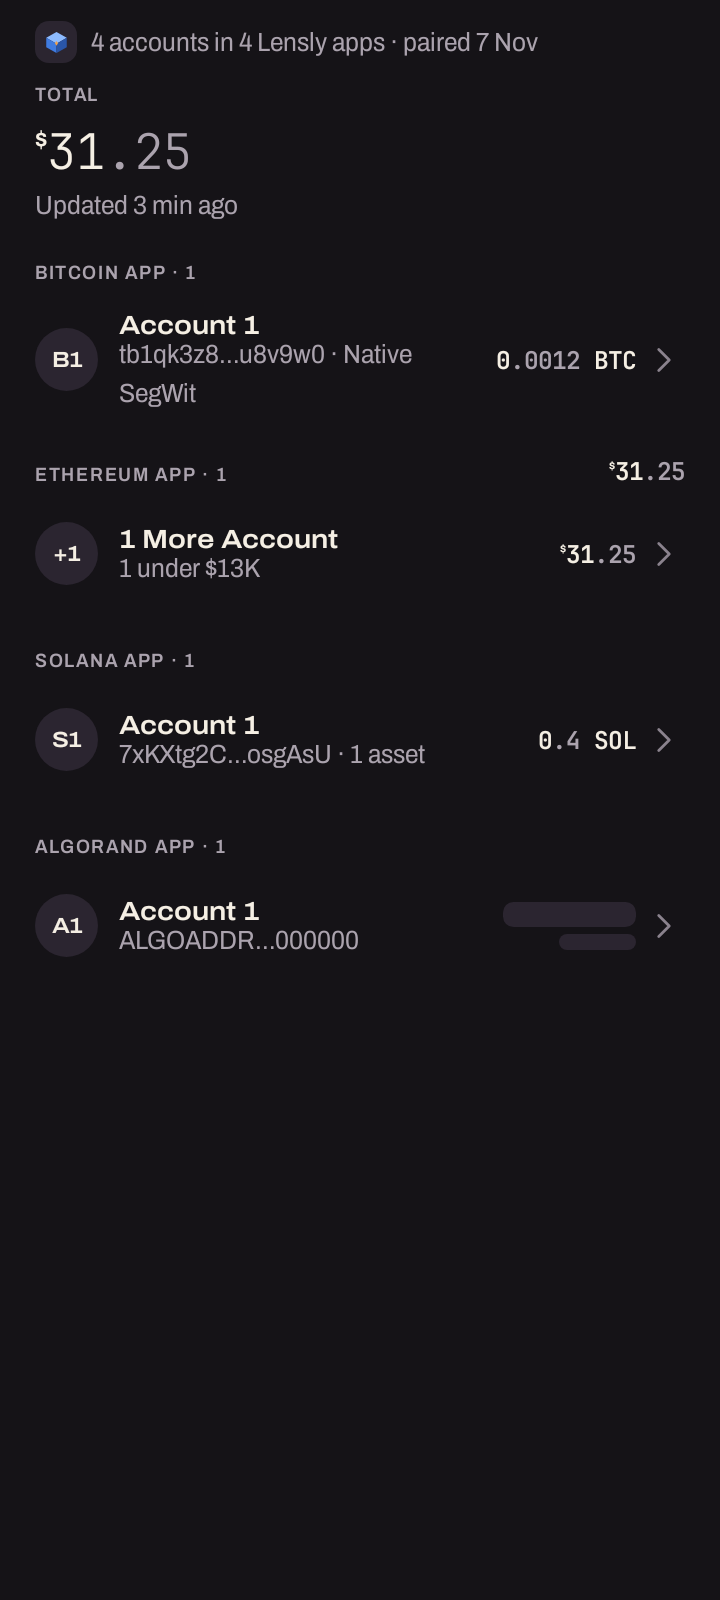 4 accounts in 4 Lensly apps · paired 7 Nov
TOTAL
$31.25
Updated 3 min ago
BITCOIN APP · 1
B1
Account 1
tb1qk3z8...u8v9w0 · Native
SegWit
0.0012 BTC
ETHEREUM APP · 1
$31.25
+1
1 More Account
1 under $13K
$31.25
SOLANA APP · 1
S1
Account 1
7xKXtg2C...osgAsU · 1 asset
0.4 SOL
ALGORAND APP · 1
A1
Account 1
ALGOADDR...000000